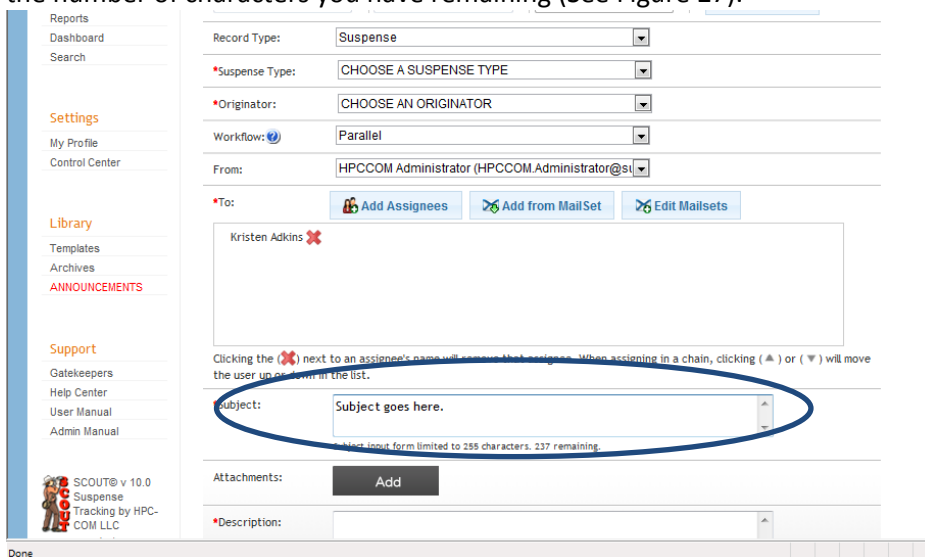 the number of characters you have remaining (See Figure 27).
Reports
Dashboard
Search
Settings
My Profile
Control Center
Library
Templates
Archives
ANNOUNCEMENTS
Support
Gatekeepers
Help Center
User Manual
Admin Manual
SCOUT® v 10.0
Suspense
Tracking by HPC-
COM LLC
SCOUT
Record Type: Suspense
*Suspense Type: CHOOSE A SUSPENSE TYPE
*Originator: CHOOSE AN ORIGINATOR
Workflow: Parallel
From: HPCCOM Administrator (HPCCOM.Administrator@su
*To: Add Assignees Add from MailSet Edit Mailsets
Kristen Adkins
Clicking the (✖) next to an assignee's name will remove that assignee. When assigning in a chain, clicking (▲) or (▼) will move
the user up or down in the list.
*Subject: Subject goes here.
Subject input form limited to 255 characters. 237 remaining.
Attachments: Add
*Description:
Done